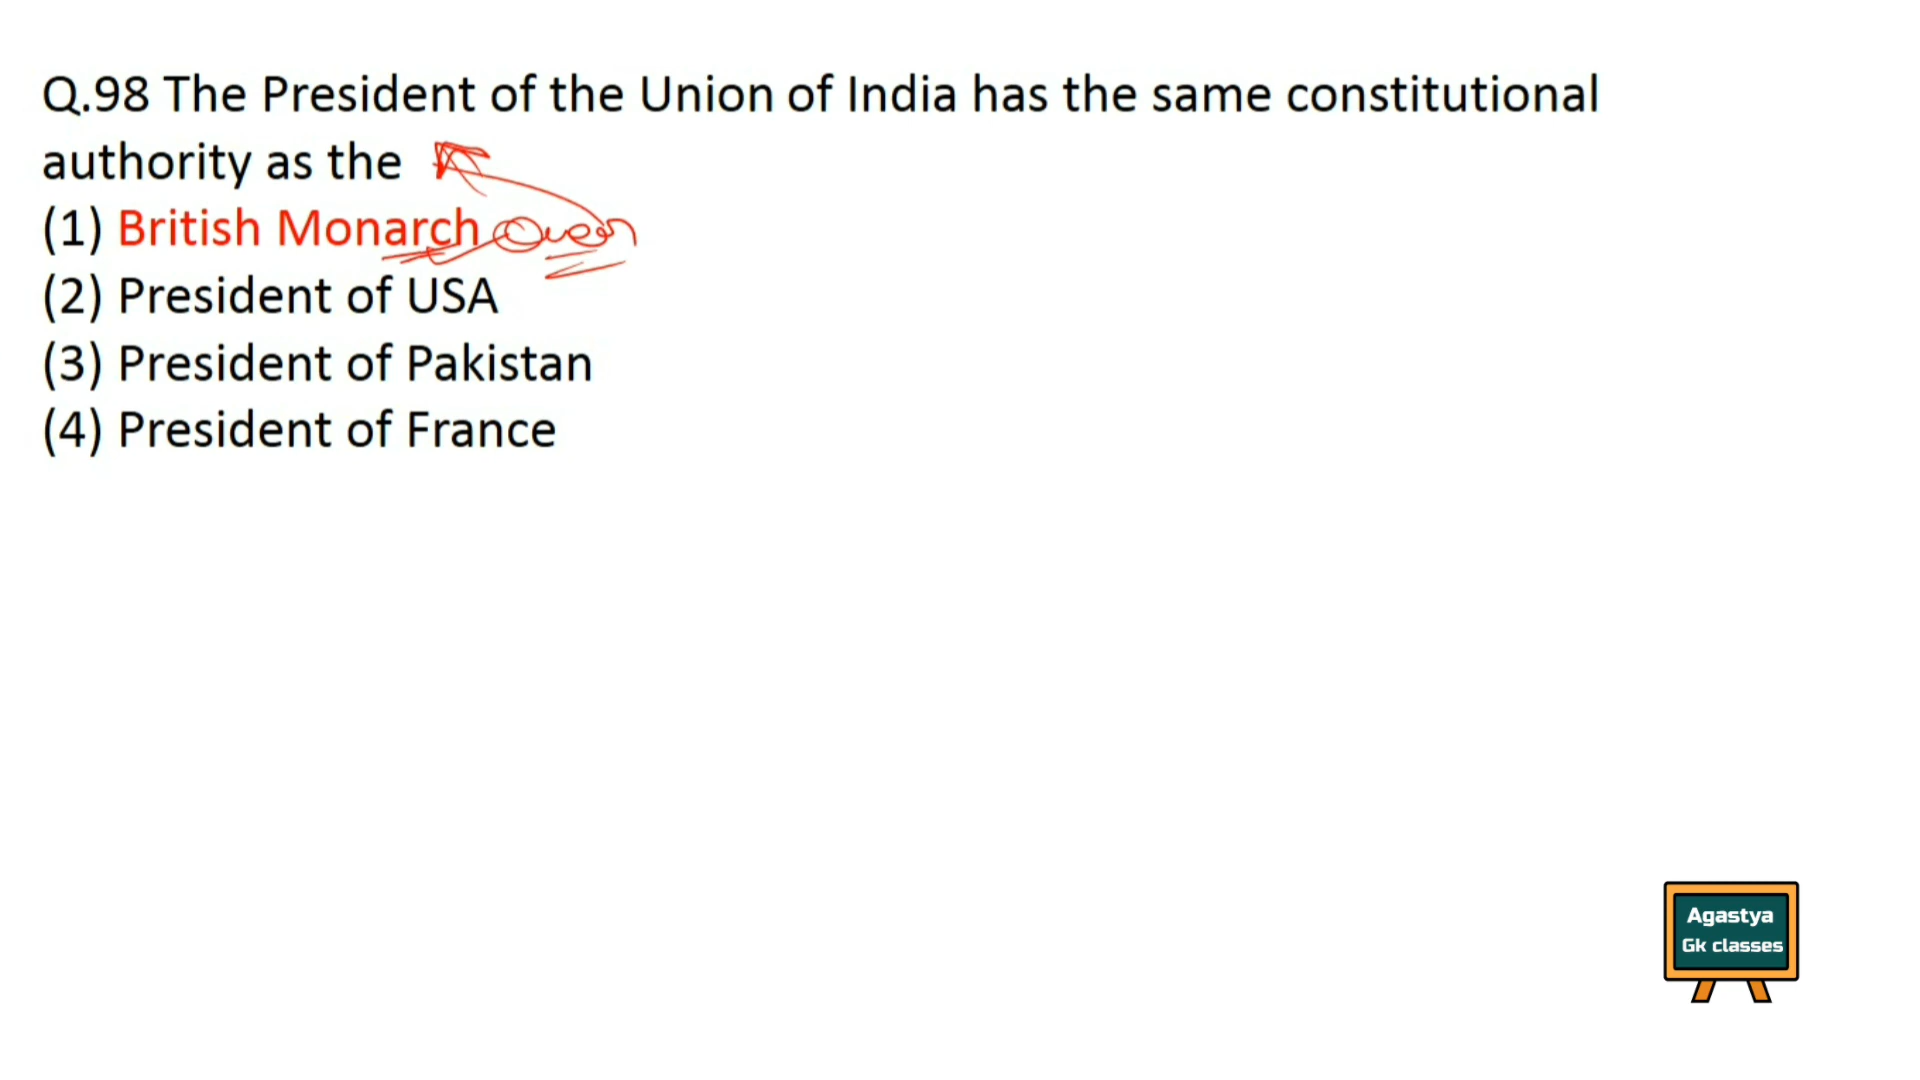 Q.98 The President of the Union of India has the same constitutional
authority as the
(1) British Monarch Queen
(2) President of USA
(3) President of Pakistan
(4) President of France
Agastya
Gk classes